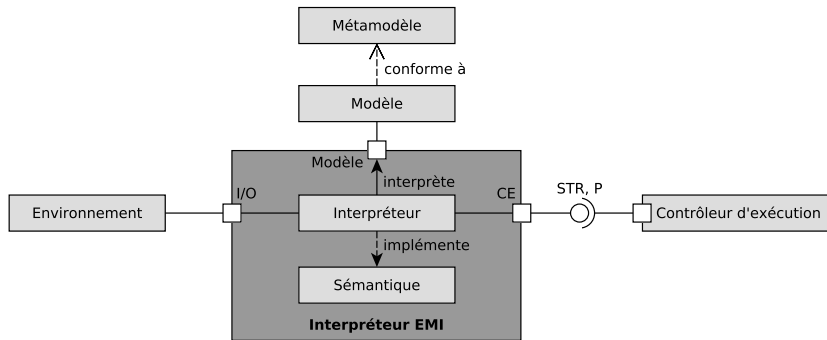 Métamodèle
conforme à
Modèle
Modèle
interprète
I/O
CE
STR, P
Environnement
Interpréteur
Contrôleur d'exécution
implémente
Sémantique
Interpréteur EMI